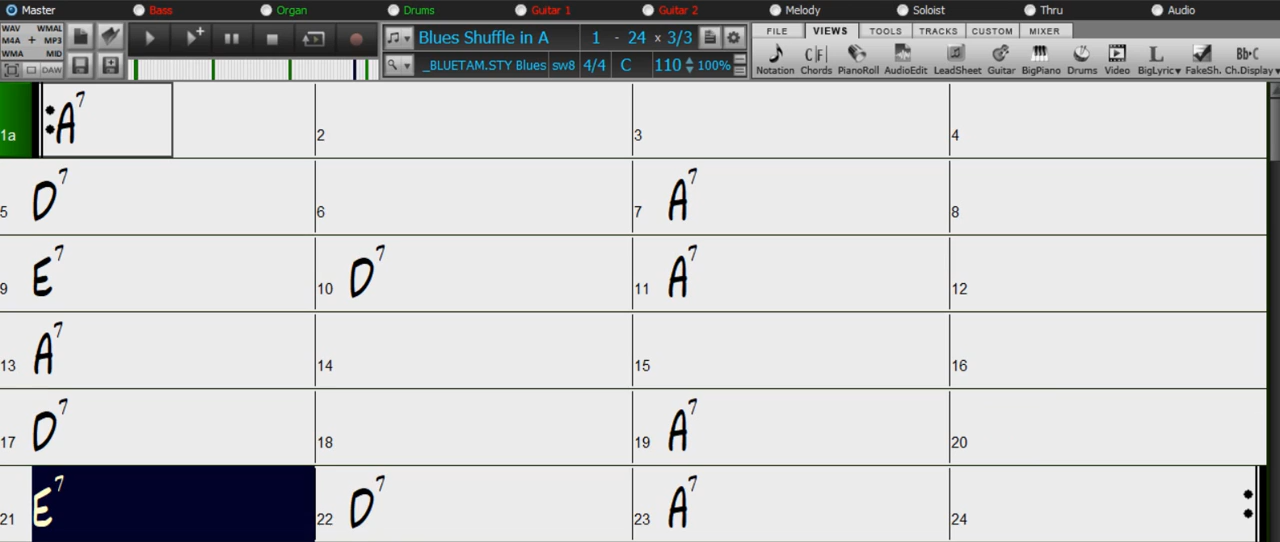 Master Bass Organ Drums Guitar 1 Guitar 2 Melody Soloist Thru Audio
WAV WMAL
M4A + MP3
WMA MID
DAW
Blues Shuffle in A 1 - 24 x 3/3
_BLUETAM.STY Blues sw8 4/4 C 110 100%
FILE VIEWS TOOLS TRACKS CUSTOM MIXER
C|F| L Bb•C
Notation Chords PianoRoll AudioEdit LeadSheet Guitar BigPiano Drums Video BigLyric FakeSh. Ch.Display
1a A7 2 3 4
5 D7 6 7 A7 8
9 E7 10 D7 11 A7 12
13 A7 14 15 16
17 D7 18 19 A7 20
21 E7 22 D7 23 A7 24